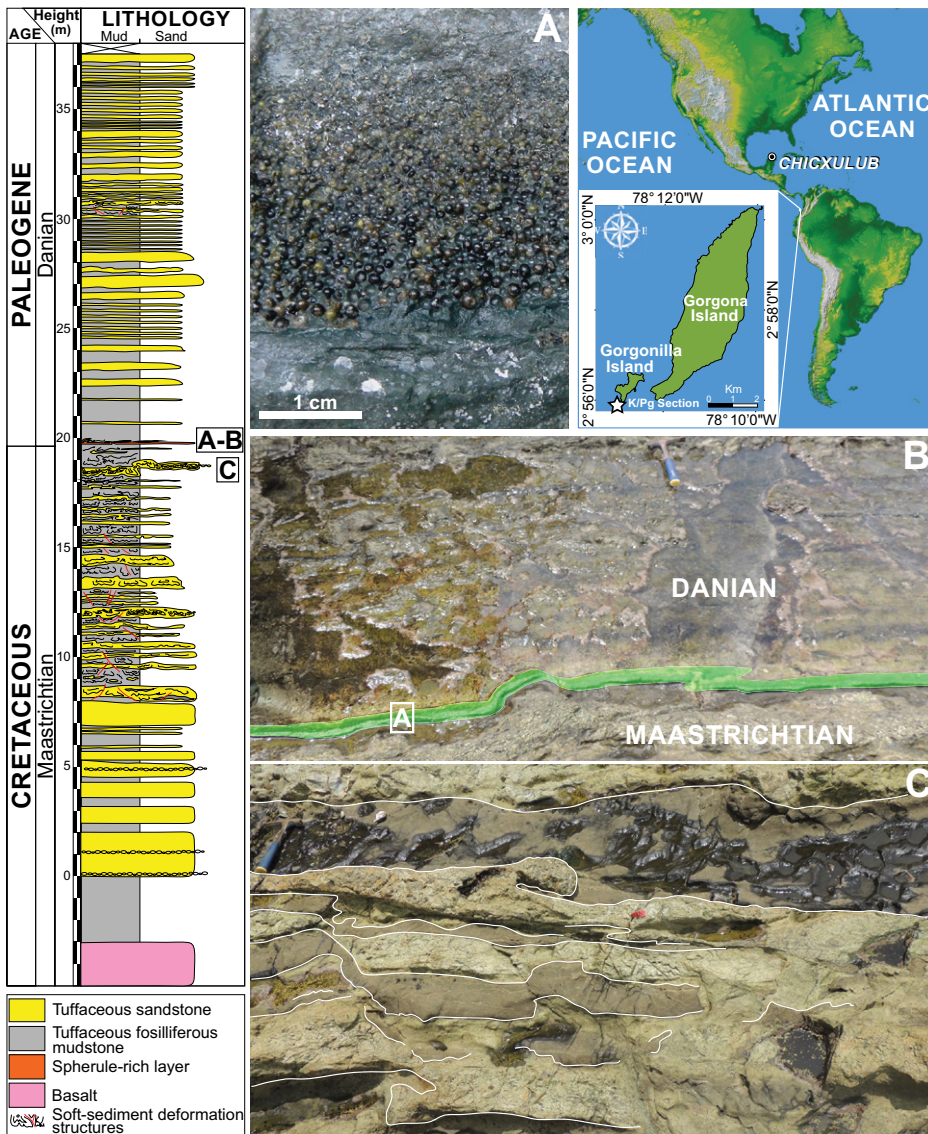 AGE
Height
(m)
LITHOLOGY
Mud
Sand
PALEOGENE
Danian
CRETACEOUS
Maastrichtian
35
30
25
20
15
10
5
0
A-B
C
Tuffaceous sandstone
Tuffaceous fosilliferous
mudstone
Spherule-rich layer
Basalt
Soft-sediment deformation
structures
A
1 cm
PACIFIC
OCEAN
ATLANTIC
OCEAN
CHICXULUB
78° 12'0"W
3° 0'0"N
N
E
S
Gorgona
Island
2° 58'0"N
Gorgonilla
Island
Km
0 1 2
K/Pg Section
2° 56'0"N
78° 10'0"W
B
DANIAN
A
MAASTRICHTIAN
C